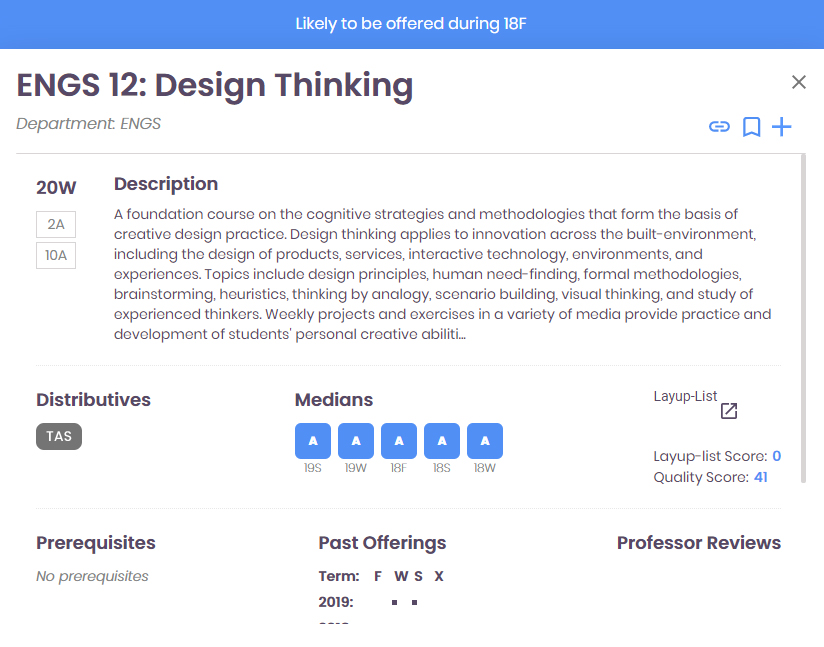 Likely to be offered during 18F
ENGS 12: Design Thinking
Department: ENGS
20W
2A
10A
Description
A foundation course on the cognitive strategies and methodologies that form the basis of
creative design practice. Design thinking applies to innovation across the built-environment,
including the design of products, services, interactive technology, environments, and
experiences. Topics include design principles, human need-finding, formal methodologies,
brainstorming, heuristics, thinking by analogy, scenario building, visual thinking, and study of
experienced thinkers. Weekly projects and exercises in a variety of media provide practice and
development of students' personal creative abiliti...
Distributives
TAS
Medians
A A A A A
19S 19W 18F 18S 18W
Layup-List
Layup-list Score: 0
Quality Score: 41
Prerequisites
No prerequisites
Past Offerings
Term: F W S X
2019:
Professor Reviews